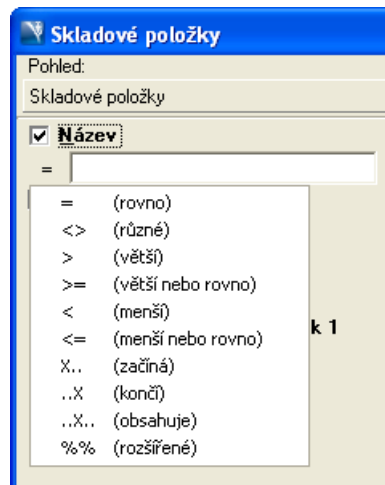 Skladové položky
Pohled:
Skladové položky
Název
=
= (rovno)
<> (různé)
> (větší)
>= (větší nebo rovno)
< (menší)
<= (menší nebo rovno)
k 1
X.. (začíná)
..X (končí)
..X.. (obsahuje)
%% (rozšířené)